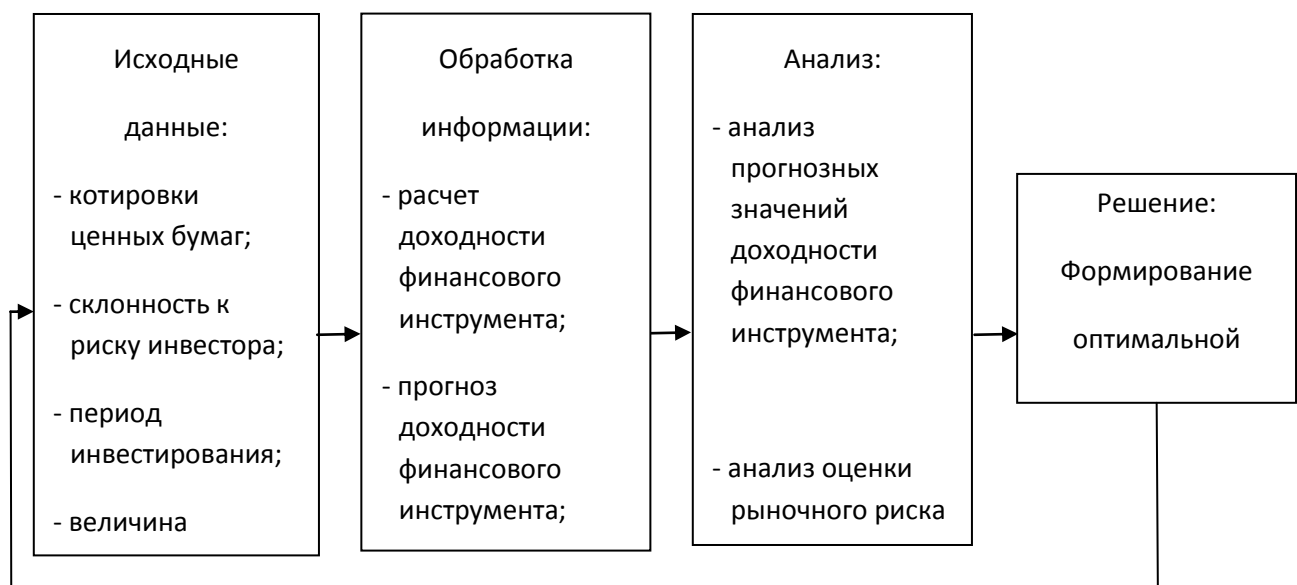 Исходные
данные:
- котировки
ценных бумаг;
- склонность к
риску инвестора;
- период
инвестирования;
- величина
Обработка
информации:
- расчет
доходности
финансового
инструмента;
- прогноз
доходности
финансового
инструмента;
Анализ:
- анализ
прогнозных
значений
доходности
финансового
инструмента;
- анализ оценки
рыночного риска
Решение:
Формирование
оптимальной